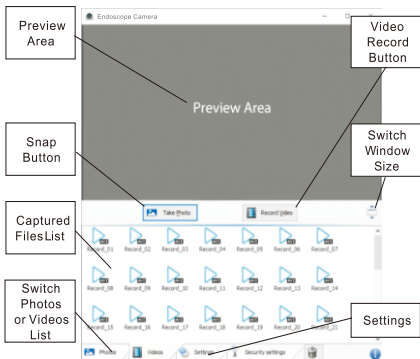 Endoscope Camera
Preview
Area
Video
Record
Button
Preview Area
Snap
Button
Switch
Window
Size
Take Photo
Record Video
Captured
FilesList
Record_01 Record_02 Record_03 Record_04 Record_05 Record_06 Record_07
Record_08 Record_09 Record_10 Record_11 Record_12 Record_13 Record_14
Record_15 Record_16 Record_17 Record_18 Record_19 Record_20 Record_21
Switch
Photos
or Videos
List
Settings
Photos Videos Settings Security settings